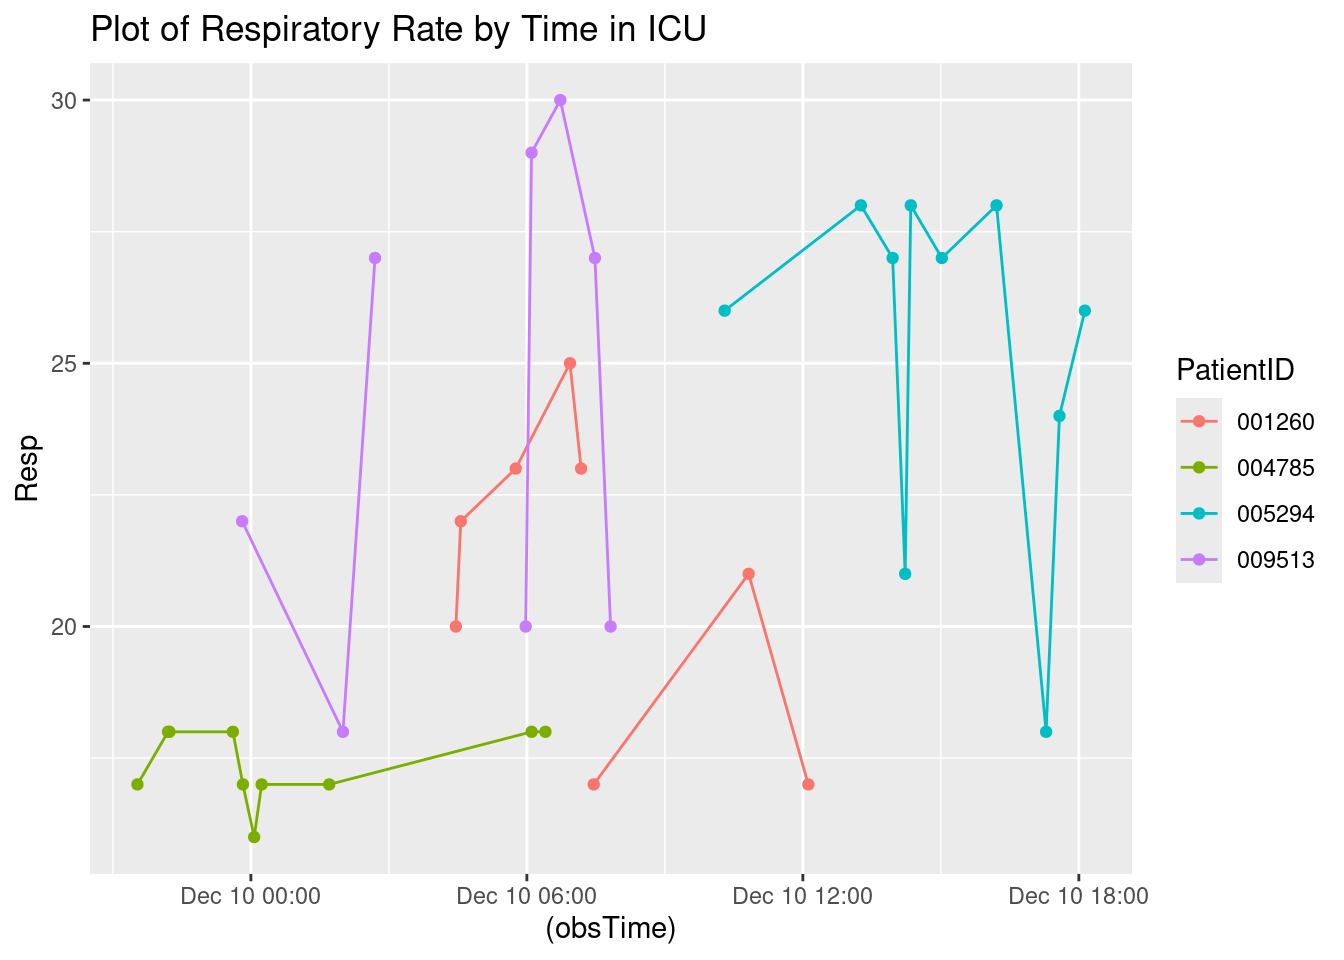 Plot of Respiratory Rate by Time in ICU
30
25
20
Resp
Dec 10 00:00
Dec 10 06:00
Dec 10 12:00
Dec 10 18:00
(obsTime)
PatientID
001260
004785
005294
009513